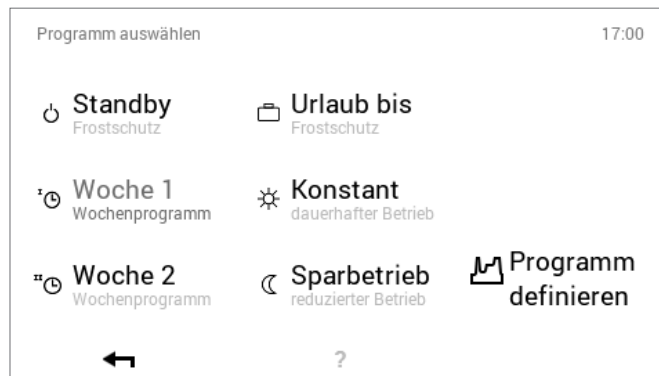 Programm auswählen 17:00
Standby
Frostschutz
Urlaub bis
Frostschutz
I Woche 1
Wochenprogramm
Konstant
dauerhafter Betrieb
II Woche 2
Wochenprogramm
Sparbetrieb
reduzierter Betrieb
Programm
definieren
?